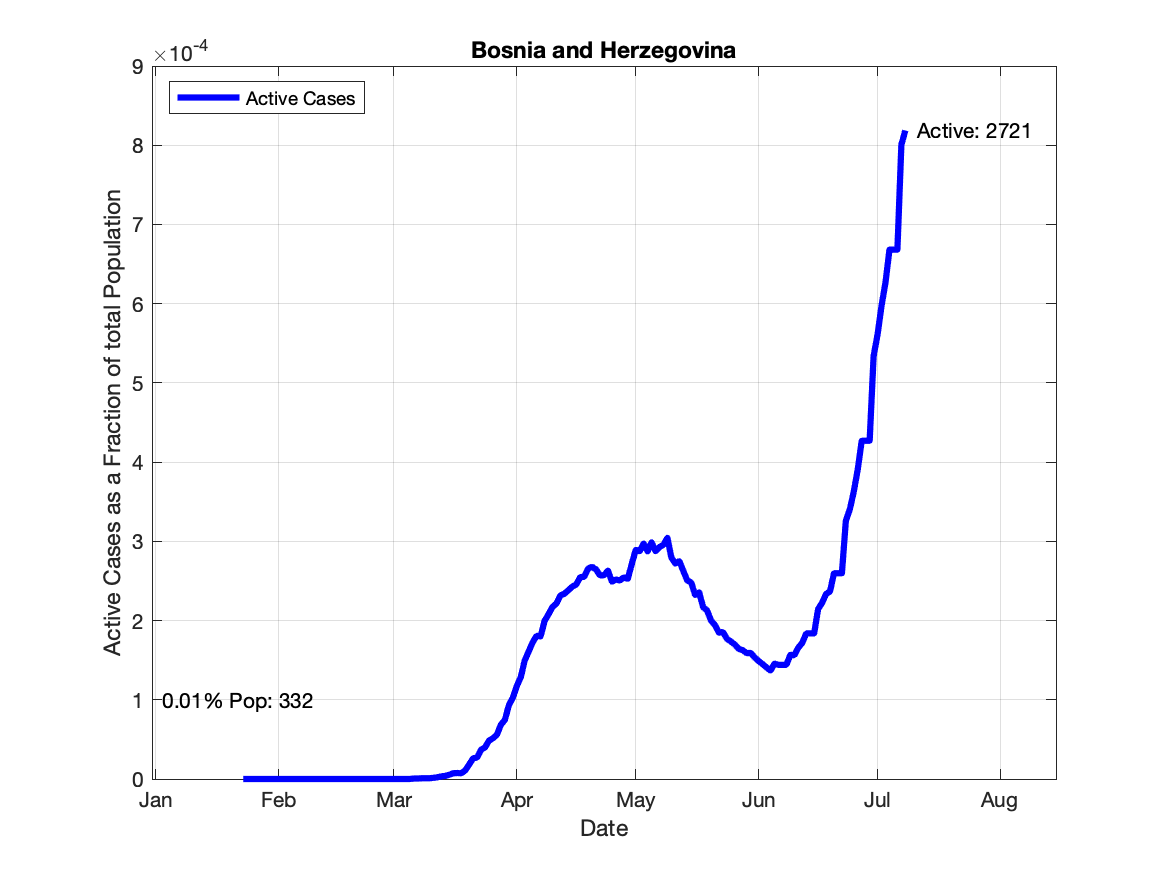 Bosnia and Herzegovina
×10^-4
Active Cases
Active: 2721
0.01% Pop: 332
Active Cases as a Fraction of total Population
9
8
7
6
5
4
3
2
1
0
Jan Feb Mar Apr May Jun Jul Aug
Date